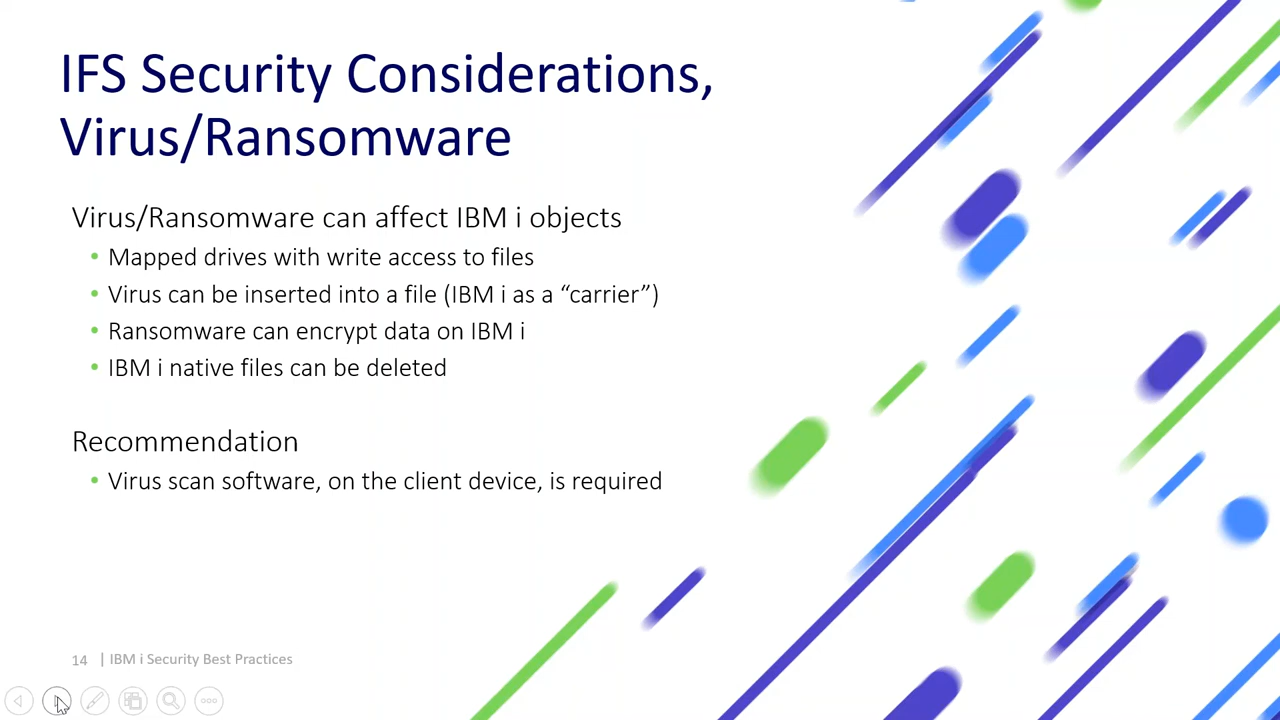 IFS Security Considerations,
Virus/Ransomware
Virus/Ransomware can affect IBM i objects
• Mapped drives with write access to files
• Virus can be inserted into a file (IBM i as a “carrier”)
• Ransomware can encrypt data on IBM i
• IBM i native files can be deleted
Recommendation
• Virus scan software, on the client device, is required
14 | IBM i Security Best Practices